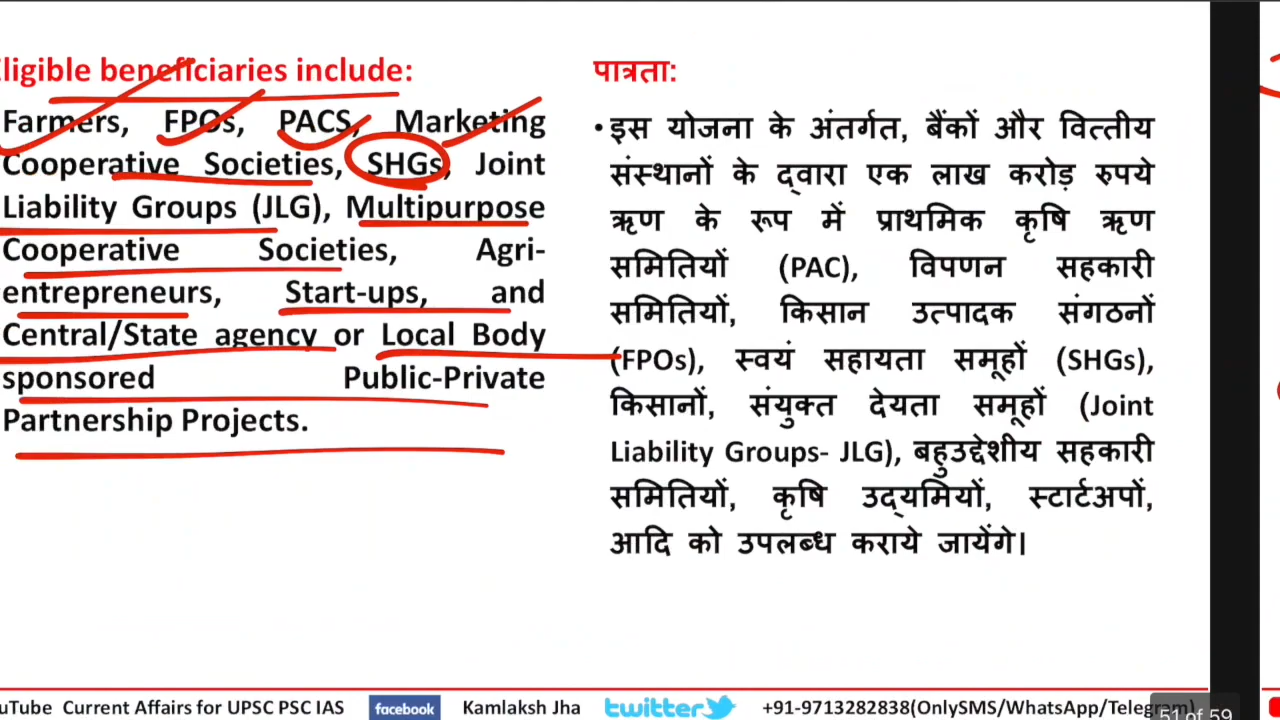 Eligible beneficiaries include:
Farmers, FPOs, PACS, Marketing
Cooperative Societies, SHGs, Joint
Liability Groups (JLG), Multipurpose
Cooperative Societies, Agri-
entrepreneurs, Start-ups, and
Central/State agency or Local Body
sponsored Public-Private
Partnership Projects.
पात्रता:
• इस योजना के अंतर्गत, बैंकों और वित्तीय
संस्थानों के द्वारा एक लाख करोड़ रुपये
ऋण के रूप में प्राथमिक कृषि ऋण
समितियों (PAC), विपणन सहकारी
समितियों, किसान उत्पादक संगठनों
(FPOs), स्वयं सहायता समूहों (SHGs),
किसानों, संयुक्त देयता समूहों (Joint
Liability Groups- JLG), बहुउद्देशीय सहकारी
समितियों, कृषि उद्यमियों, स्टार्टअपों,
आदि को उपलब्ध कराये जायेंगे।
uTube Current Affairs for UPSC PSC IAS facebook Kamlaksh Jha twitter +91-9713282838(OnlySMS/WhatsApp/Telegram)
51 of 59